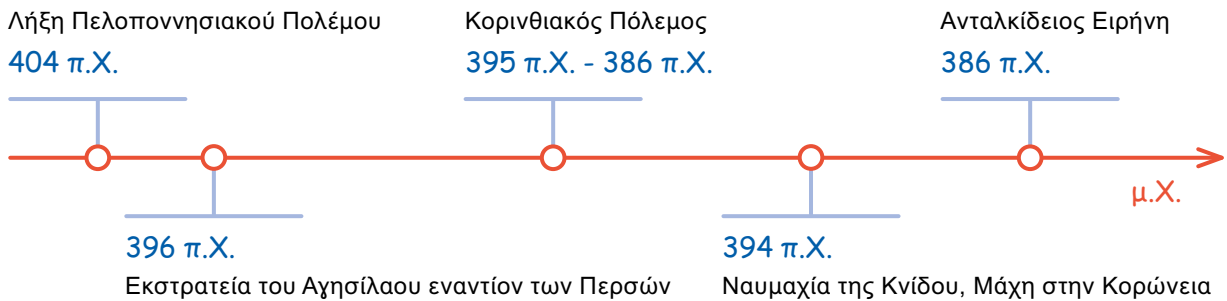 Λήξη Πελοποννησιακού Πολέμου
404 π.Χ.
Κορινθιακός Πόλεμος
395 π.Χ. - 386 π.Χ.
Ανταλκίδειος Ειρήνη
386 π.Χ.
μ.Χ.
396 π.Χ.
Εκστρατεία του Αγησίλαου εναντίον των Περσών
394 π.Χ.
Ναυμαχία της Κνίδου, Μάχη στην Κορώνεια